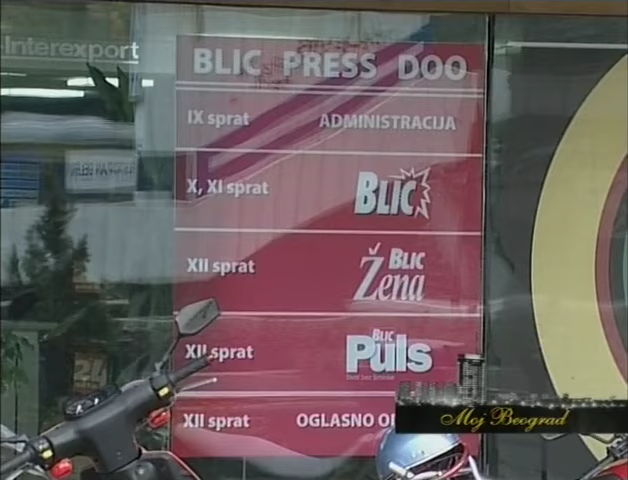 Interexport
BLIC PRESS DOO
IX sprat ADMINISTRACIJA
X, XI sprat BLIC
XII sprat BLIC Žena
XII sprat BLIC Puls
XII sprat OGLASNO
Moj Beograd
24